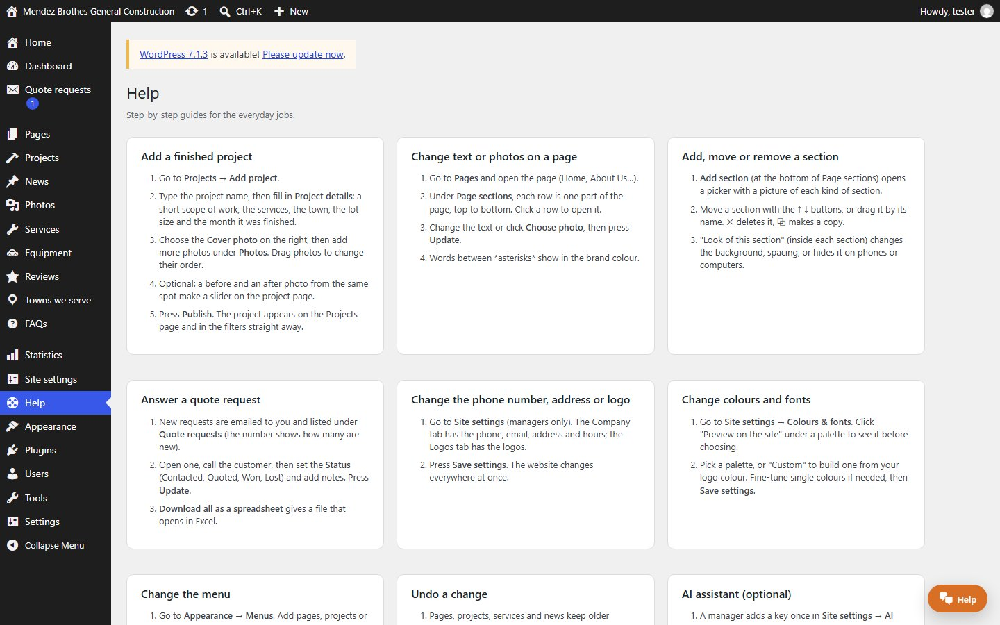 Mendez Brothes General Construction
1
Ctrl+K
New
Howdy, tester
Home
Dashboard
Quote requests
1
Pages
Projects
News
Photos
Services
Equipment
Reviews
Towns we serve
FAQs
Statistics
Site settings
Help
Appearance
Plugins
Users
Tools
Settings
Collapse Menu
WordPress 7.1.3 is available! Please update now.
Help
Step-by-step guides for the everyday jobs.
Add a finished project
1. Go to Projects → Add project.
2. Type the project name, then fill in Project details: a
short scope of work, the services, the town, the lot
size and the month it was finished.
3. Choose the Cover photo on the right, then add
more photos under Photos. Drag photos to change
their order.
4. Optional: a before and an after photo from the same
spot make a slider on the project page.
5. Press Publish. The project appears on the Projects
page and in the filters straight away.
Change text or photos on a page
1. Go to Pages and open the page (Home, About Us...).
2. Under Page sections, each row is one part of the
page, top to bottom. Click a row to open it.
3. Change the text or click Choose photo, then press
Update.
4. Words between *asterisks* show in the brand colour.
Add, move or remove a section
1. Add section (at the bottom of Page sections) opens
a picker with a picture of each kind of section.
2. Move a section with the ↑ ↓ buttons, or drag it by its
name. ✕ deletes it, ⧉ makes a copy.
3. "Look of this section" (inside each section) changes
the background, spacing, or hides it on phones or
computers.
Answer a quote request
1. New requests are emailed to you and listed under
Quote requests (the number shows how many are
new).
2. Open one, call the customer, then set the Status
(Contacted, Quoted, Won, Lost) and add notes. Press
Update.
3. Download all as a spreadsheet gives a file that
opens in Excel.
Change the phone number, address or logo
1. Go to Site settings (managers only). The Company
tab has the phone, email, address and hours; the
Logos tab has the logos.
2. Press Save settings. The website changes
everywhere at once.
Change colours and fonts
1. Go to Site settings → Colours & fonts. Click
"Preview on the site" under a palette to see it before
choosing.
2. Pick a palette, or "Custom" to build one from your
logo colour. Fine-tune single colours if needed, then
Save settings.
Change the menu
1. Go to Appearance → Menus. Add pages, projects or
Undo a change
1. Pages, projects, services and news keep older
AI assistant (optional)
1. A manager adds a key once in Site settings → AI
Help